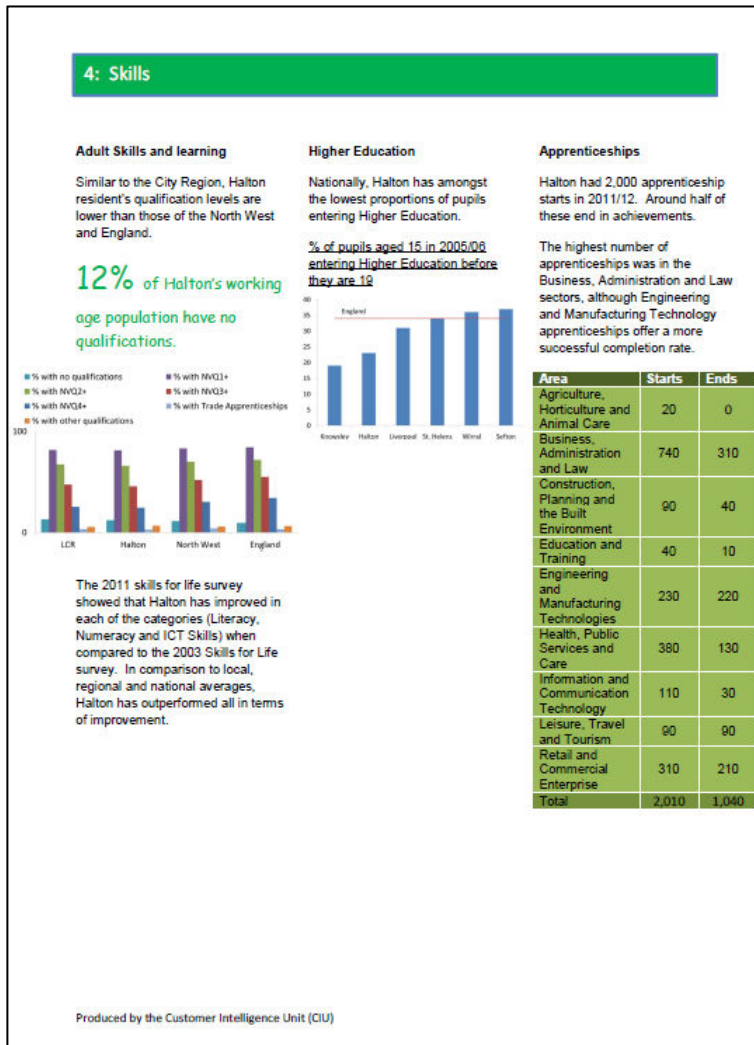 4: Skills
Adult Skills and learning
Similar to the City Region, Halton
resident's qualification levels are
lower than those of the North West
and England.
12% of Halton's working
age population have no
qualifications.
% with no qualifications
% with NVQ1+
% with NVQ2+
% with NVQ3+
% with NVQ4+
% with Trade Apprenticeships
% with other qualifications
100
0
LCR Halton North West England
The 2011 skills for life survey
showed that Halton has improved in
each of the categories (Literacy,
Numeracy and ICT Skills) when
compared to the 2003 Skills for Life
survey. In comparison to local,
regional and national averages,
Halton has outperformed all in terms
of improvement.
Higher Education
Nationally, Halton has amongst
the lowest proportions of pupils
entering Higher Education.
% of pupils aged 15 in 2005/06
entering Higher Education before
they are 19
40
England
35
30
25
20
15
10
5
0
Knowsley Halton Liverpool St. Helens Wirral Sefton
Apprenticeships
Halton had 2,000 apprenticeship
starts in 2011/12. Around half of
these end in achievements.
The highest number of
apprenticeships was in the
Business, Administration and Law
sectors, although Engineering
and Manufacturing Technology
apprenticeships offer a more
successful completion rate.
Area Starts Ends
Agriculture,
Horticulture and
Animal Care
20 0
Business,
Administration
and Law
740 310
Construction,
Planning and
the Built
Environment
90 40
Education and
Training
40 10
Engineering
and
Manufacturing
Technologies
230 220
Health, Public
Services and
Care
380 130
Information and
Communication
Technology
110 30
Leisure, Travel
and Tourism
90 90
Retail and
Commercial
Enterprise
310 210
Total 2,010 1,040
Produced by the Customer Intelligence Unit (CIU)